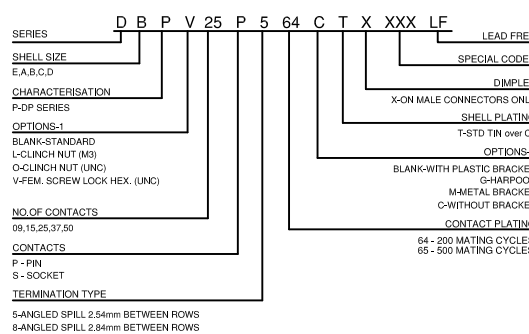 D B P V 25 P 5 64 C T X XXX LF
SERIES
SHELL SIZE
E,A,B,C,D
CHARACTERISATION
P-DP SERIES
OPTIONS-1
BLANK-STANDARD
L-CLINCH NUT (M3)
O-CLINCH NUT (UNC)
V-FEM. SCREW LOCK HEX. (UNC)
NO.OF CONTACTS
09,15,25,37,50
CONTACTS
P - PIN
S - SOCKET
TERMINATION TYPE
5-ANGLED SPILL 2.54mm BETWEEN ROWS
8-ANGLED SPILL 2.84mm BETWEEN ROWS
LEAD FRE
SPECIAL CODE
DIMPLE
X-ON MALE CONNECTORS ONL
SHELL PLATIN
T-STD TIN over
OPTIONS-
BLANK-WITH PLASTIC BRACKE
G-HARPOO
M-METAL BRACKE
C-WITHOUT BRACKE
CONTACT PLATIN
64 - 200 MATING CYCLE
65 - 500 MATING CYCLE